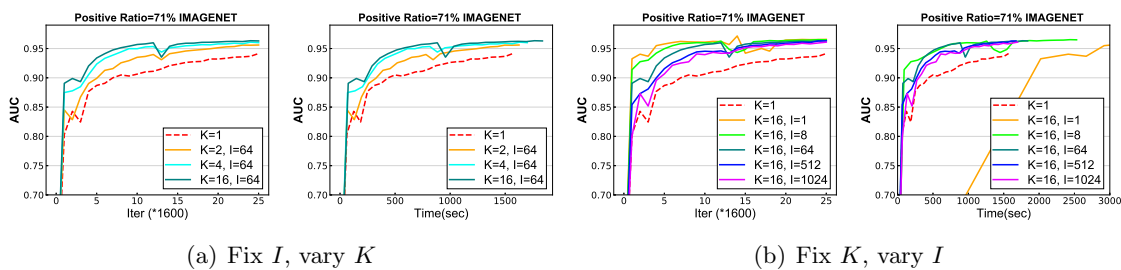 Positive Ratio=71% IMAGENET
AUC
0.95
0.90
0.85
0.80
0.75
0.70
K=1
K=2, I=64
K=4, I=64
K=16, I=64
0 5 10 15 20 25
Iter (*1600)
Positive Ratio=71% IMAGENET
AUC
0.95
0.90
0.85
0.80
0.75
0.70
K=1
K=2, I=64
K=4, I=64
K=16, I=64
0 500 1000 1500
Time(sec)
(a) Fix I, vary K
Positive Ratio=71% IMAGENET
AUC
0.95
0.90
0.85
0.80
0.75
0.70
K=1
K=16, I=1
K=16, I=8
K=16, I=64
K=16, I=512
K=16, I=1024
0 5 10 15 20 25
Iter (*1600)
Positive Ratio=71% IMAGENET
AUC
0.95
0.90
0.85
0.80
0.75
0.70
K=1
K=16, I=1
K=16, I=8
K=16, I=64
K=16, I=512
K=16, I=1024
0 500 1000 1500 2000 2500 3000
Time(sec)
(b) Fix K, vary I